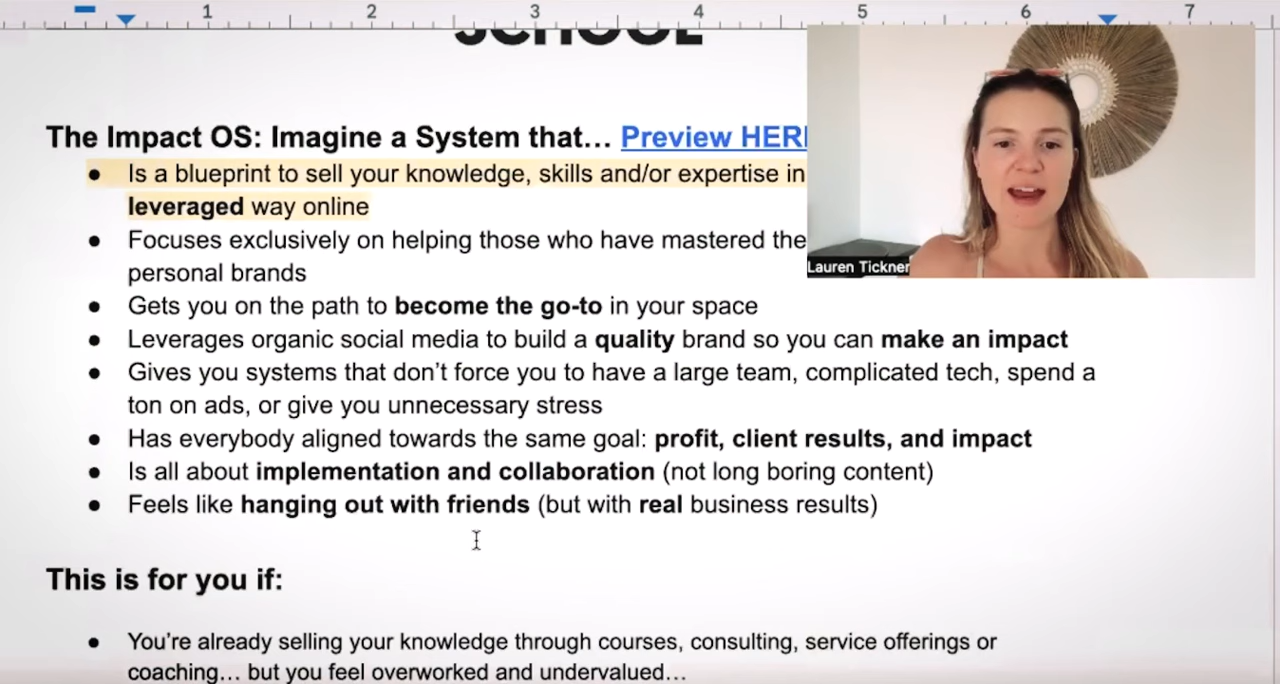 1 2 3 4 5 6 7
SCHOOL
The Impact OS: Imagine a System that… Preview HERE
● Is a blueprint to sell your knowledge, skills and/or expertise in
leveraged way online
● Focuses exclusively on helping those who have mastered the
personal brands
● Gets you on the path to become the go-to in your space
● Leverages organic social media to build a quality brand so you can make an impact
● Gives you systems that don’t force you to have a large team, complicated tech, spend a
ton on ads, or give you unnecessary stress
● Has everybody aligned towards the same goal: profit, client results, and impact
● Is all about implementation and collaboration (not long boring content)
● Feels like hanging out with friends (but with real business results)
This is for you if:
● You’re already selling your knowledge through courses, consulting, service offerings or
coaching… but you feel overworked and undervalued…
Lauren Tickner